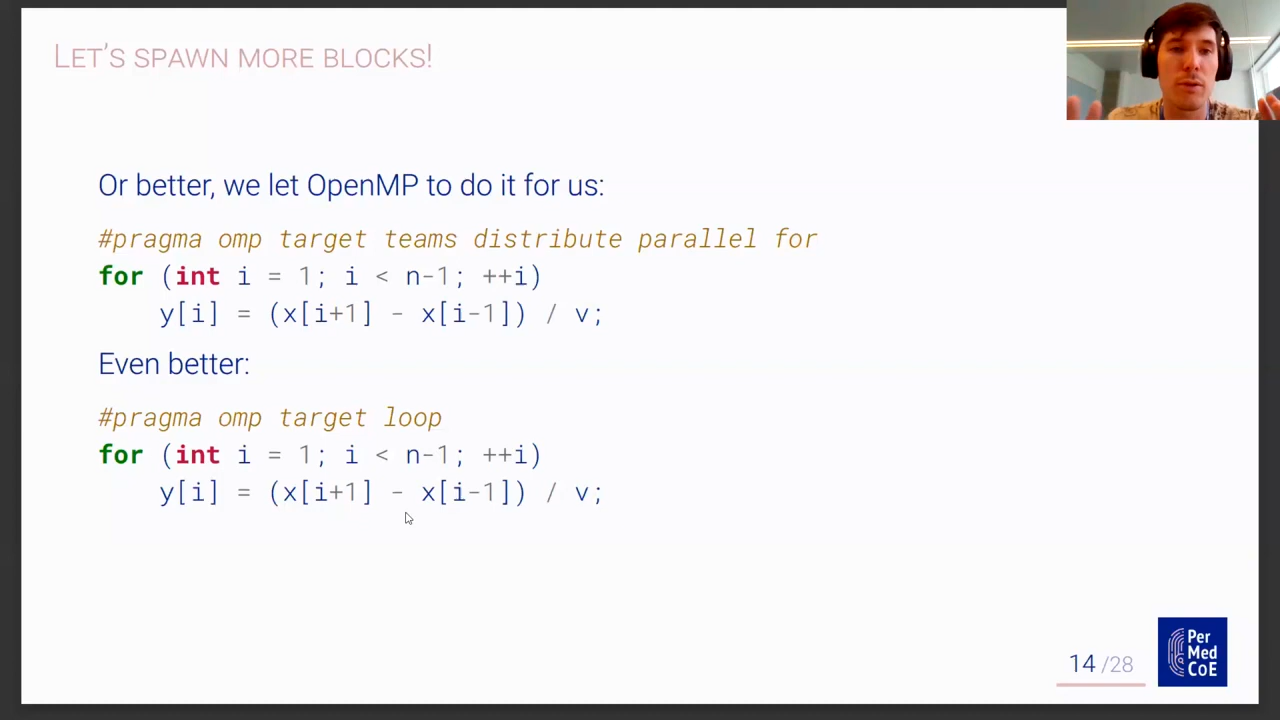 LET'S SPAWN MORE BLOCKS!
Or better, we let OpenMP to do it for us:
#pragma omp target teams distribute parallel for
for (int i = 1; i < n-1; ++i)
    y[i] = (x[i+1] - x[i-1]) / v;
Even better:
#pragma omp target loop
for (int i = 1; i < n-1; ++i)
    y[i] = (x[i+1] - x[i-1]) / v;
14 /28
Per
Med
CoE